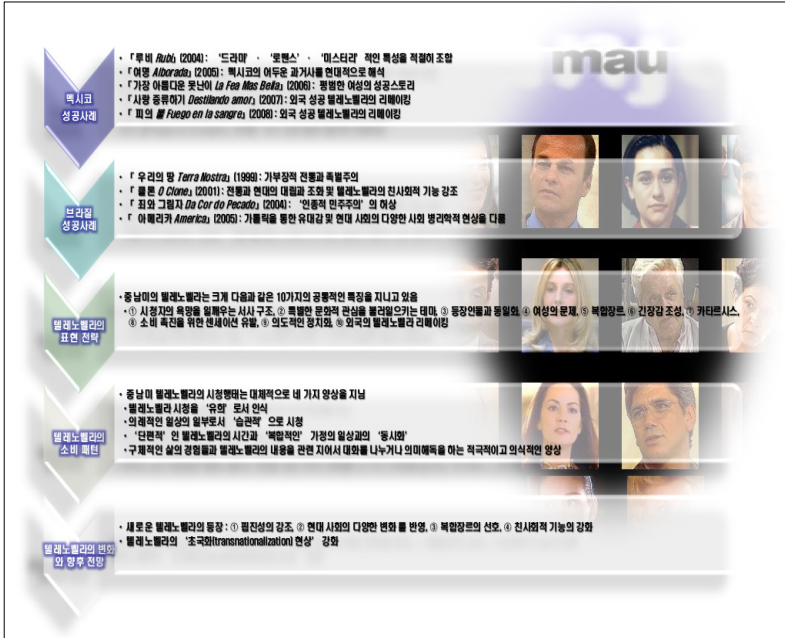 mau
nj
멕시코
성공사례
• 「루비 Rubí」(2004): ‘드라마’ · ‘로맨스’ · ‘미스터리’ 적인 특성을 적절히 조합
• 「여명 Alborada」(2005): 멕시코의 어두운 과거사를 현대적으로 해석
• 「가장 아름다운 못난이 La Fea Mas Bella」(2006): 평범한 여성의 성공스토리
• 「사랑 증류하기 Destilando amor」(2007): 외국 성공 텔레노벨라의 리메이킹
• 「피의 불 Fuego en la sangre」(2008): 외국 성공 텔레노벨라의 리메이킹
브라질
성공사례
• 「우리의 땅 Terra Nostra」(1999): 가부장적 전통과 족벌주의
• 「클론 O Clone」(2001): 전통과 현대의 대립과 조화 및 텔레노벨라의 친사회적 기능 강조
• 「죄와 그림자 Da Cor do Pecado」(2004): ‘인종적 민주주의’ 의 허상
• 「아메리카 America」(2005): 가톨릭을 통한 유대감 및 현대 사회의 다양한 사회 병리학적 현상을 다룸
텔레노벨라의
표현 전략
• 중남미의 텔레노벨라는 크게 다음과 같은 10가지의 공통적인 특징을 지니고 있음
• ① 시청자의 욕망을 일깨우는 서사 구조, ② 특별한 문화적 관심을 불러일으키는 테마, ③ 등장인물과 동일화, ④ 여성의 문제, ⑤ 복합장르, ⑥ 긴장감 조성, ⑦ 카타르시스,
⑧ 소비 촉진을 위한 센세이션 유발, ⑨ 의도적인 정치화, ⑩ 외국의 텔레노벨라 리메이킹
텔레노벨라의
소비 패턴
• 중남미 텔레노벨라의 시청행태는 대체적으로 네 가지 양상을 지님
• 텔레노벨라 시청을 ‘유희’ 로서 인식
• 의례적인 일상의 일부로서 ‘습관적’ 으로 시청
• ‘단편적’ 인 텔레노벨라의 시간과 ‘복합적인’ 가정의 일상과의 ‘동시화’
• 구체적인 삶의 경험들과 텔레노벨라의 내용을 관련 지어서 대화를 나누거나 의미해독을 하는 적극적이고 의식적인 양상
텔레노벨라의 변화
와 향후 전망
• 새로운 텔레노벨라의 등장: ① 핍진성의 강조, ② 현대 사회의 다양한 변화 를 반영, ③ 복합장르의 선호, ④ 친사회적 기능의 강화
• 텔레노벨라의 ‘초국화(transnationalization) 현상’ 강화